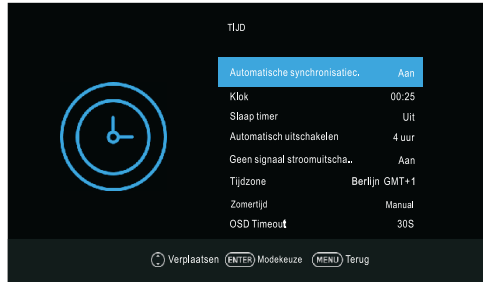 TIJD
Automatische synchronisatiec. Aan
Klok 00:25
Slaap timer Uit
Automatisch uitschakelen 4 uur
Geen signaal stroomuitscha.. Aan
Tijdzone Berlijn GMT+1
Zomertijd Manual
OSD Timeout 30S
Verplaatsen ENTER Modekeuze MENU Terug